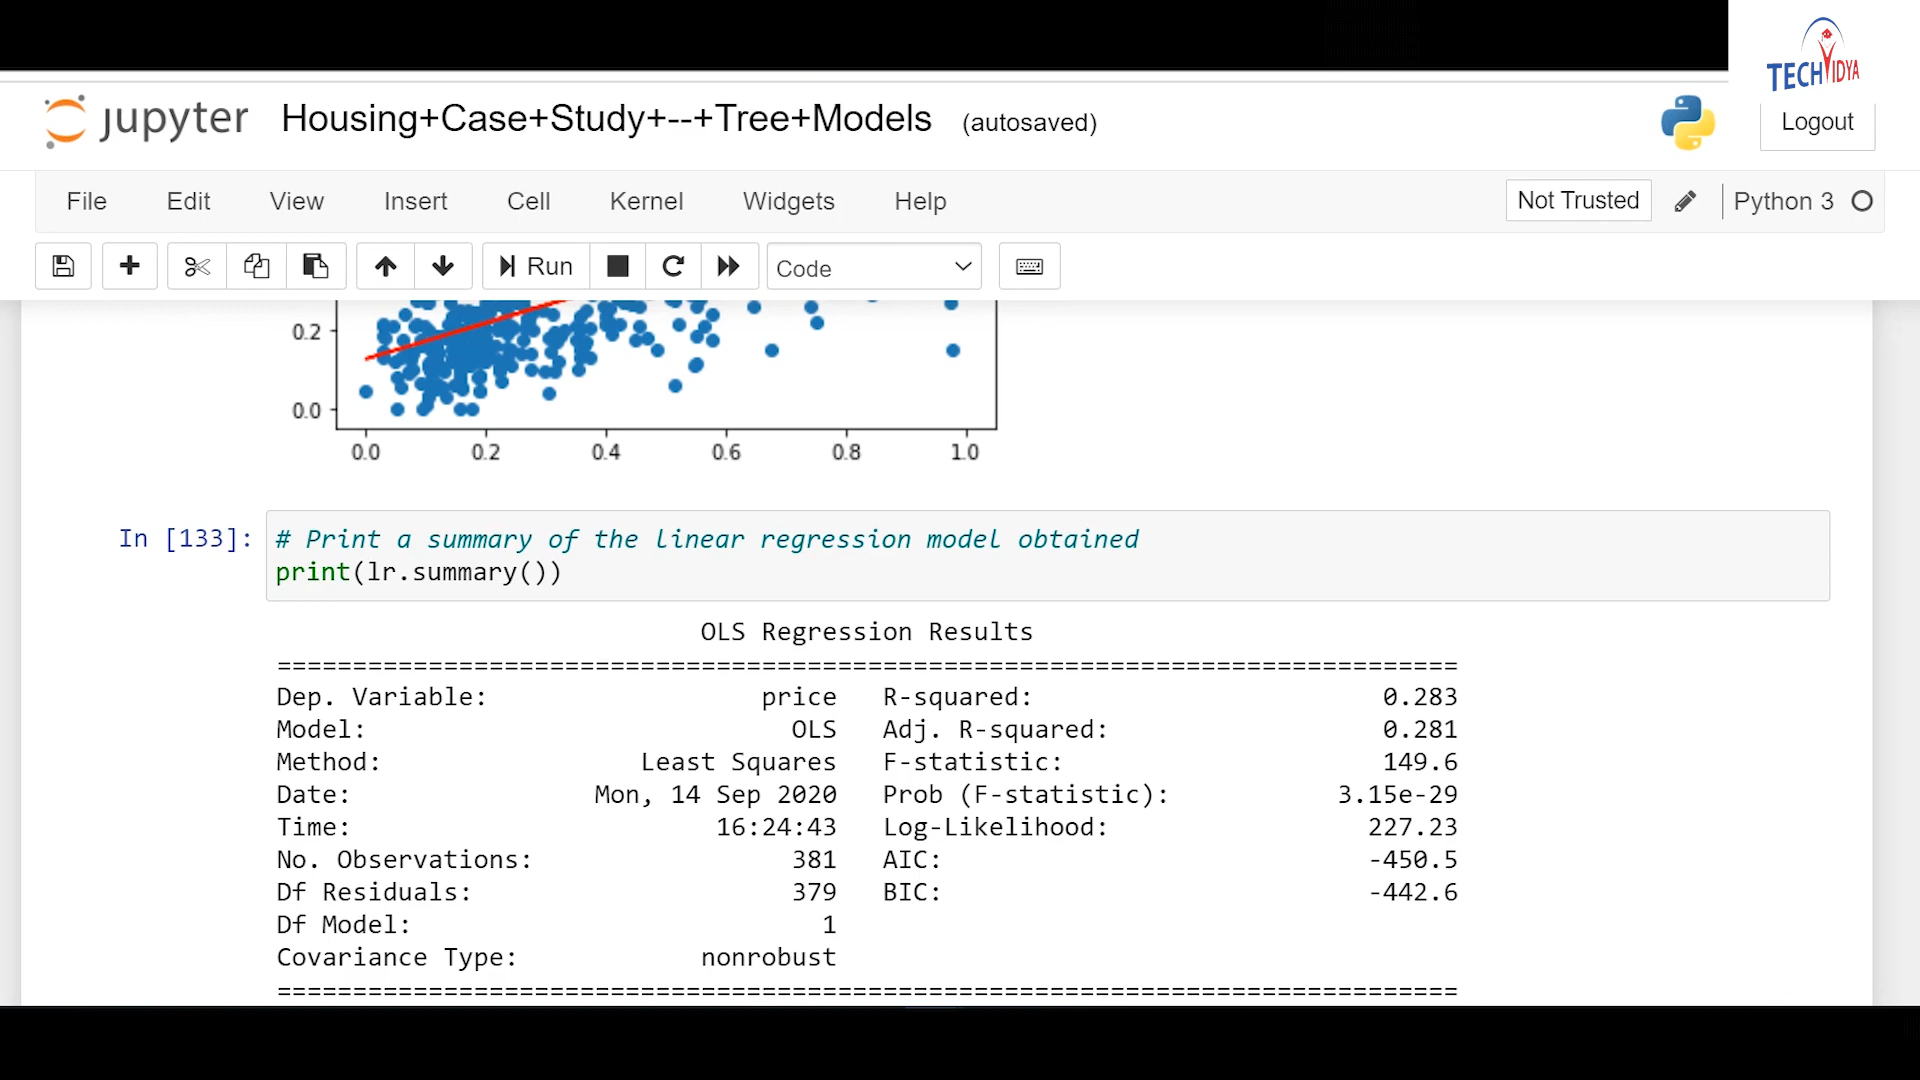 TECHVIDYA
jupyter Housing+Case+Study+--+Tree+Models (autosaved)
Logout
File Edit View Insert Cell Kernel Widgets Help Not Trusted Python 3
Run Code
0.2
0.0
0.0 0.2 0.4 0.6 0.8 1.0
In [133]: # Print a summary of the linear regression model obtained
print(lr.summary())
OLS Regression Results
==============================================================================
Dep. Variable: price R-squared: 0.283
Model: OLS Adj. R-squared: 0.281
Method: Least Squares F-statistic: 149.6
Date: Mon, 14 Sep 2020 Prob (F-statistic): 3.15e-29
Time: 16:24:43 Log-Likelihood: 227.23
No. Observations: 381 AIC: -450.5
Df Residuals: 379 BIC: -442.6
Df Model: 1
Covariance Type: nonrobust
==============================================================================